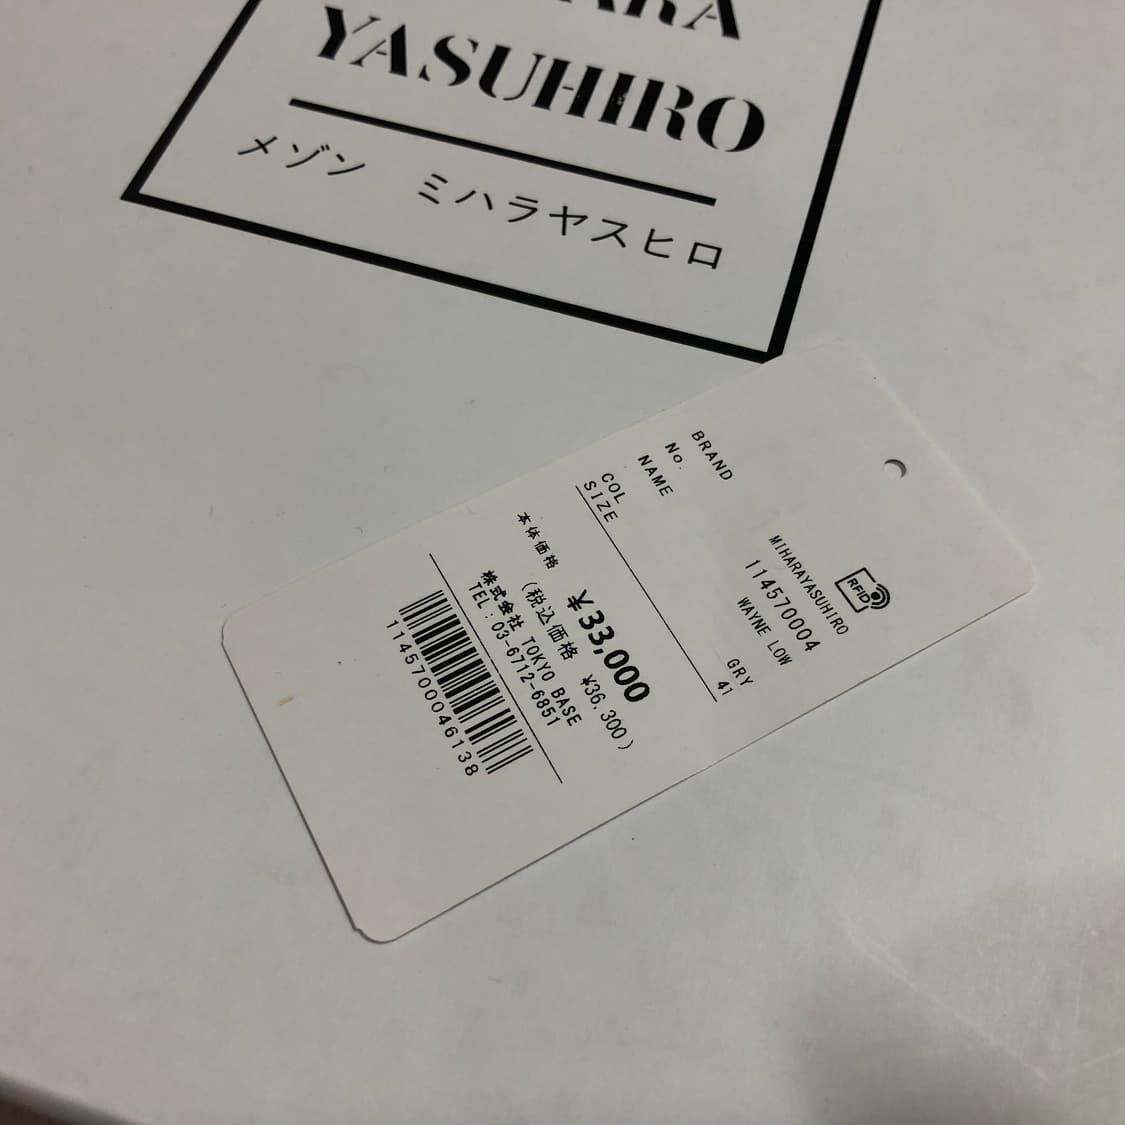 YASUHIRO
メゾン ミハラヤスヒロ
RFID
BRAND MIHARAYASUHIRO
No. 114570004
NAME WAYNE LOW
COL GRY
SIZE 41
本体価格 ¥33,000
(税込価格 ¥36,300)
株式会社 TOKYO BASE
TEL:03-6712-6851
1145700046138